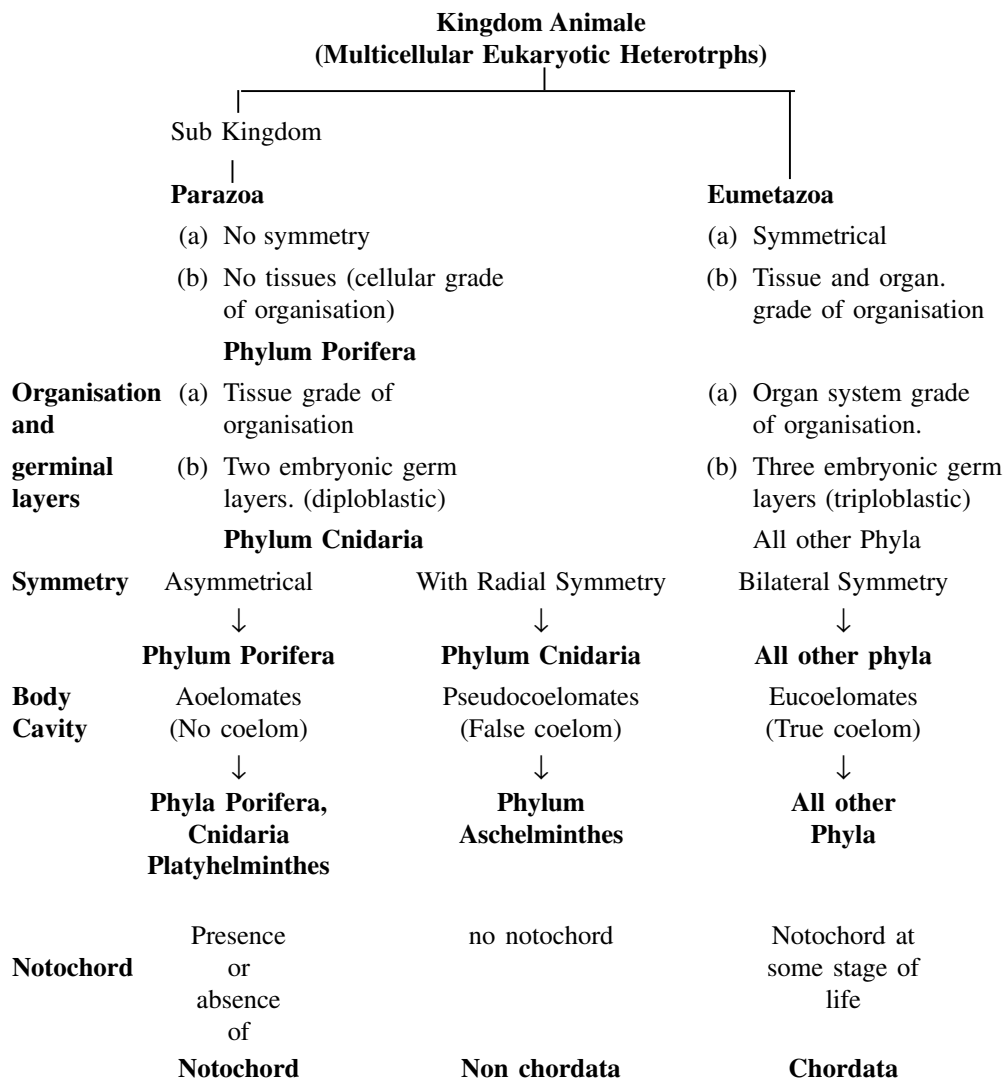 Kingdom Animale
(Multicellular Eukaryotic Heterotrphs)
Sub Kingdom
Parazoa Eumetazoa
(a) No symmetry (a) Symmetrical
(b) No tissues (cellular grade (b) Tissue and organ.
of organisation) grade of organisation
Phylum Porifera
Organisation (a) Tissue grade of (a) Organ system grade
and organisation of organisation.
germinal (b) Two embryonic germ (b) Three embryonic germ
layers layers. (diploblastic) layers (triploblastic)
Phylum Cnidaria All other Phyla
Symmetry Asymmetrical With Radial Symmetry Bilateral Symmetry
↓ ↓ ↓
Phylum Porifera Phylum Cnidaria All other phyla
Body Aoelomates Pseudocoelomates Eucoelomates
Cavity (No coelom) (False coelom) (True coelom)
↓ ↓ ↓
Phyla Porifera, Phylum All other
Cnidaria Aschelminthes Phyla
Platyhelminthes
Presence no notochord Notochord at
Notochord or some stage of
absence life
of
Notochord Non chordata Chordata